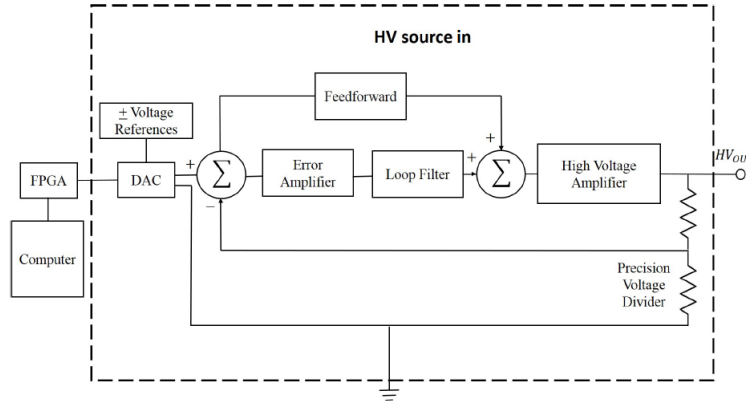 HV source in
Feedforward
± Voltage
References
HV_OU
FPGA
DAC
+
−
Σ
Error
Amplifier
Loop Filter
+
+
Σ
High Voltage
Amplifier
Computer
Precision
Voltage
Divider